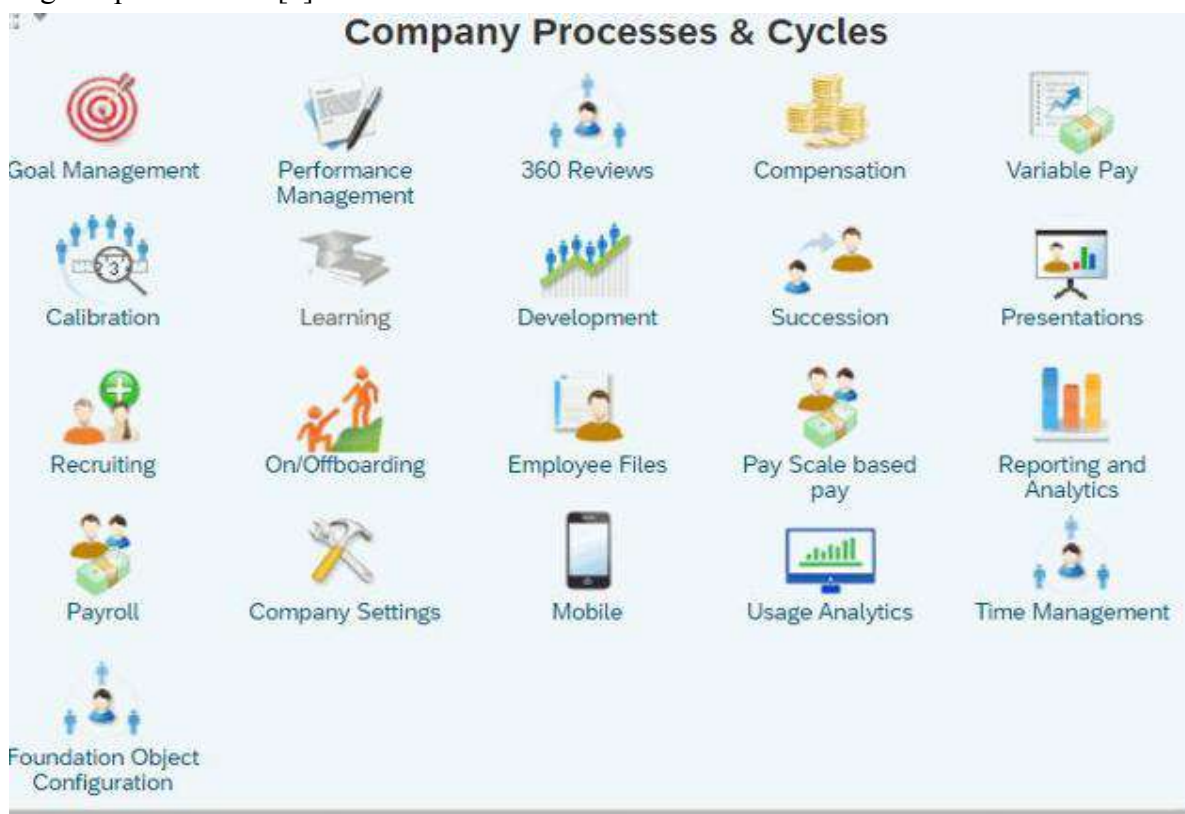 Company Processes & Cycles
Goal Management
Performance
Management
360 Reviews
Compensation
Variable Pay
3
Calibration
Learning
Development
Succession
Presentations
Recruiting
On/Offboarding
Employee Files
Pay Scale based
pay
Reporting and
Analytics
Payroll
Company Settings
Mobile
Usage Analytics
Time Management
Foundation Object
Configuration